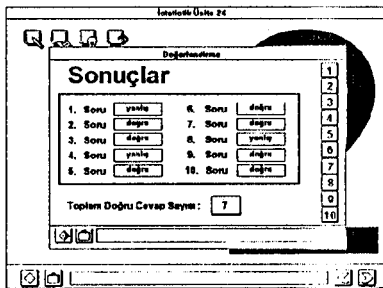 İstatistik Ünite 24
Değerlendirme
Sonuçlar
1. Soru yanlış 6. Soru doğru
2. Soru doğru 7. Soru doğru
3. Soru doğru 8. Soru yanlış
4. Soru yanlış 9. Soru doğru
5. Soru doğru 10. Soru doğru
Toplam Doğru Cevap Sayısı : 7
1
2
3
4
5
6
7
8
9
10